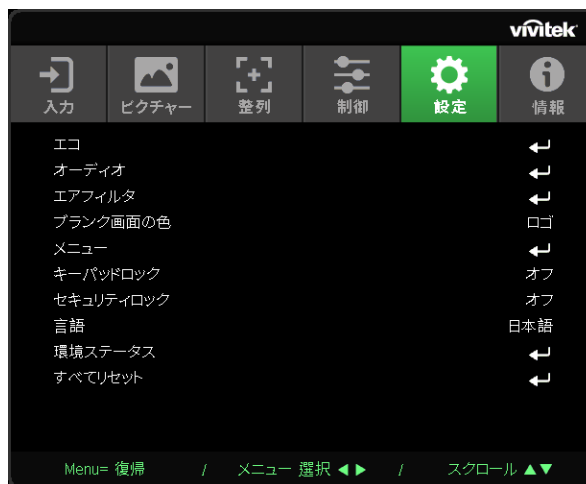 vivitek
入力 ピクチャー 整列 制御 設定 情報
エコ
オーディオ
エアフィルタ
ブランク画面の色 ロゴ
メニュー
キーパッドロック オフ
セキュリティロック オフ
言語 日本語
環境ステータス
すべてリセット
Menu= 復帰 / メニュー 選択 ◀ ▶ / スクロール ▲▼